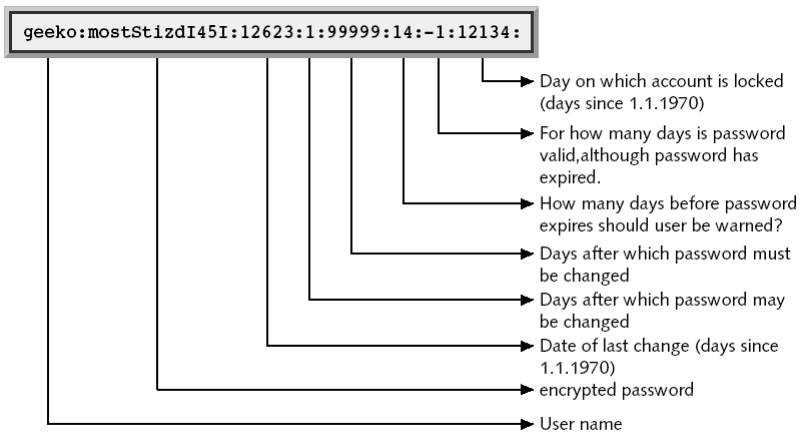 geeko:mostStizdI45I:12623:1:99999:14:-1:12134:
Day on which account is locked
(days since 1.1.1970)
For how many days is password
valid,although password has
expired.
How many days before password
expires should user be warned?
Days after which password must
be changed
Days after which password may
be changed
Date of last change (days since
1.1.1970)
encrypted password
User name